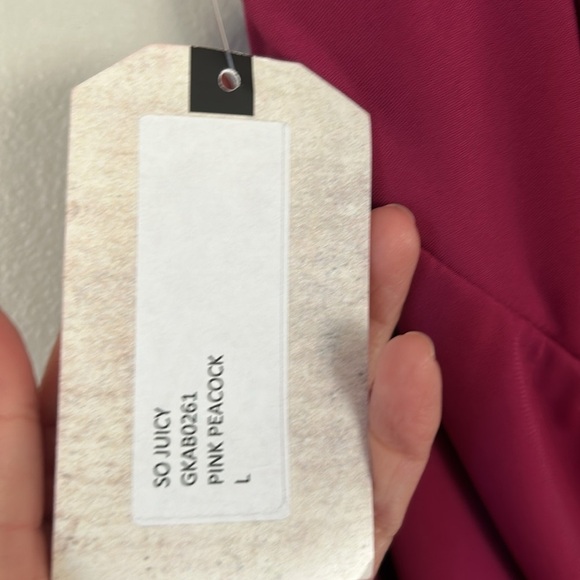 SO JUICY
GKAB0261
PINK PEACOCK
L